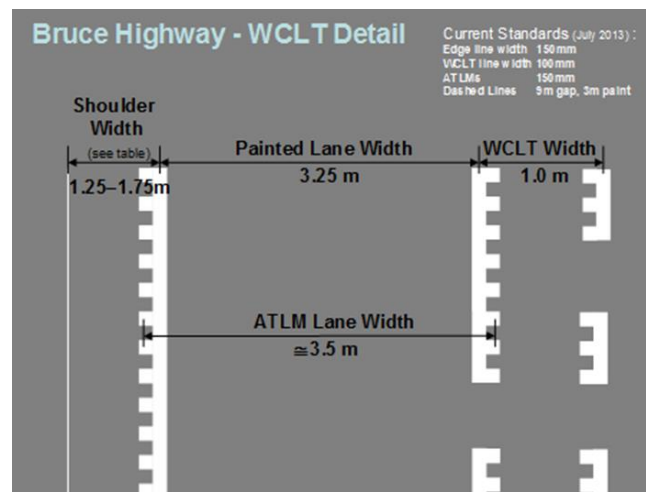 Bruce Highway - WCLT Detail
Current Standards (July 2013) :
Edge line width 150mm
WCLT line width 100mm
ATLMs 150mm
Dashed Lines 9m gap, 3m paint
Shoulder
Width
(see table)
1.25–1.75m
Painted Lane Width
3.25 m
WCLT Width
1.0 m
ATLM Lane Width
≅3.5 m